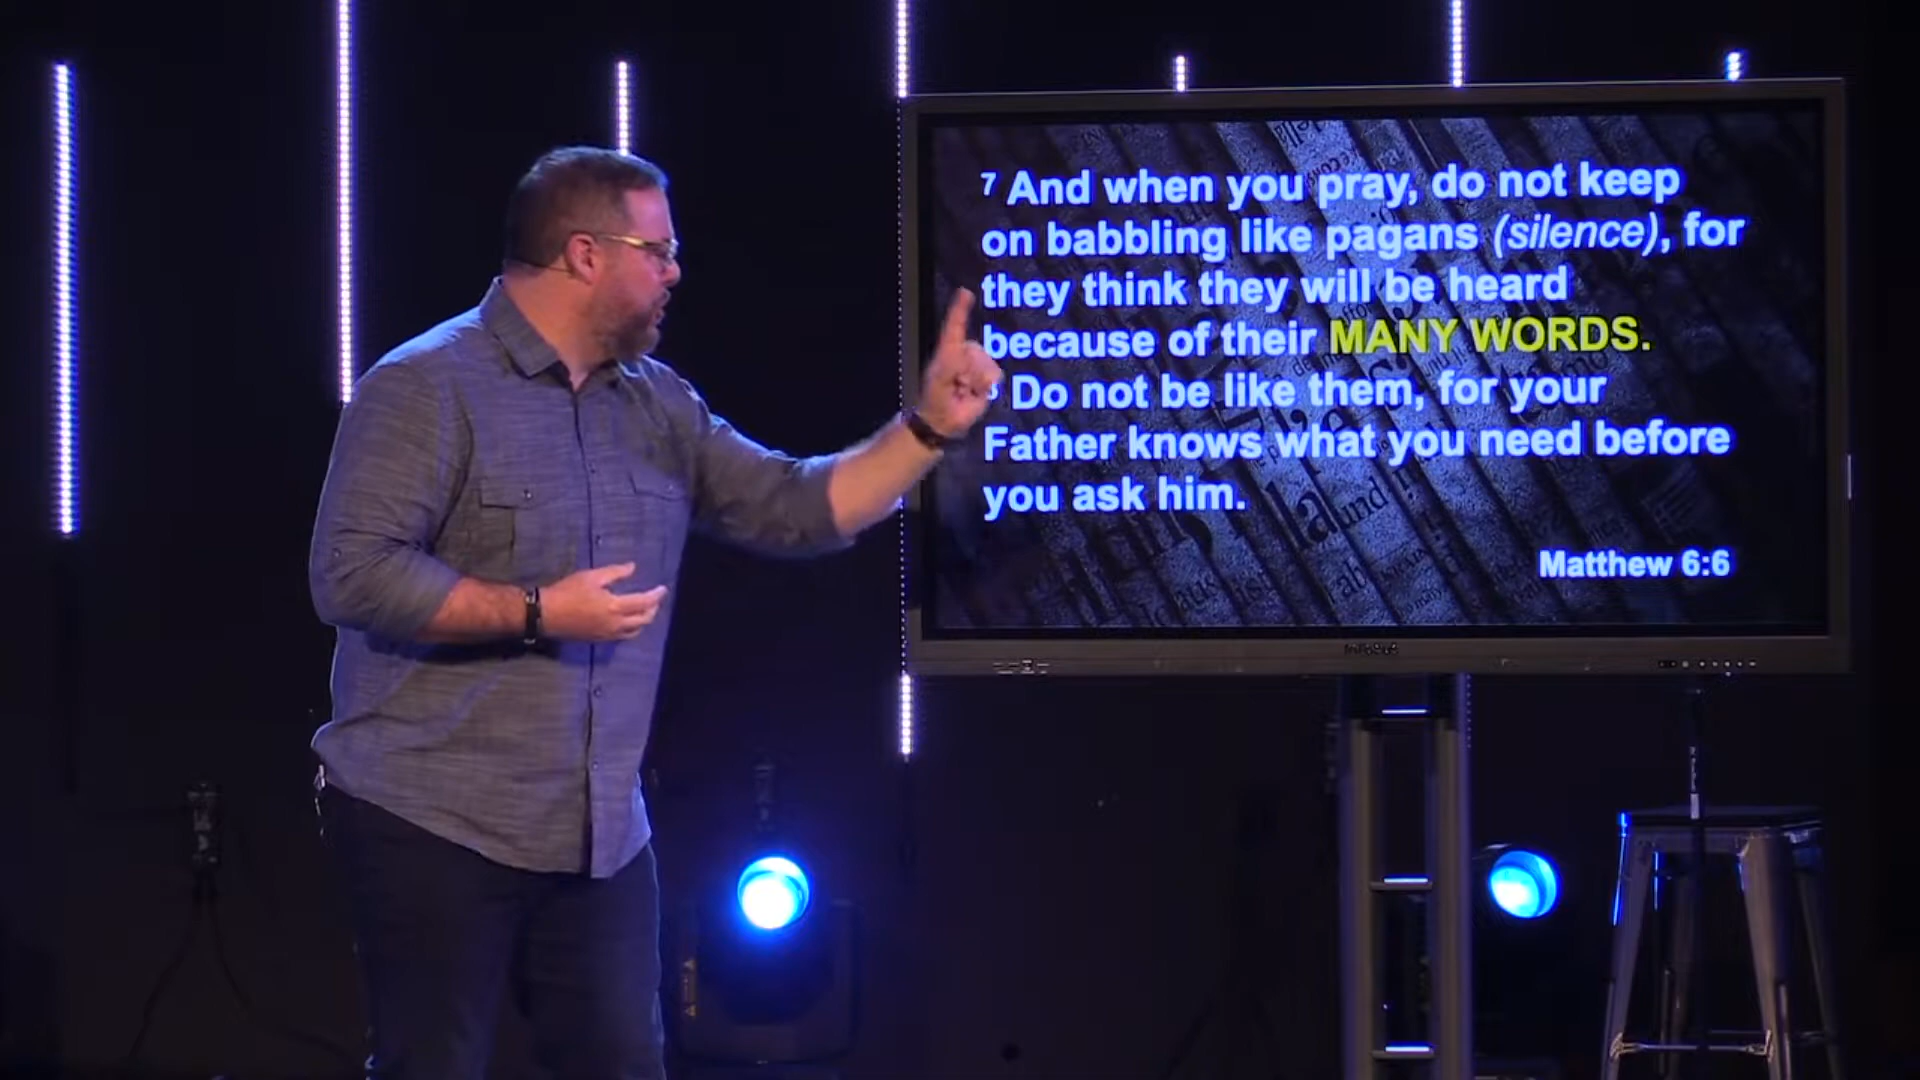 7 And when you pray, do not keep
on babbling like pagans (silence), for
they think they will be heard
because of their MANY WORDS.
Do not be like them, for your
Father knows what you need before
you ask him.
Matthew 6:6
InFocus